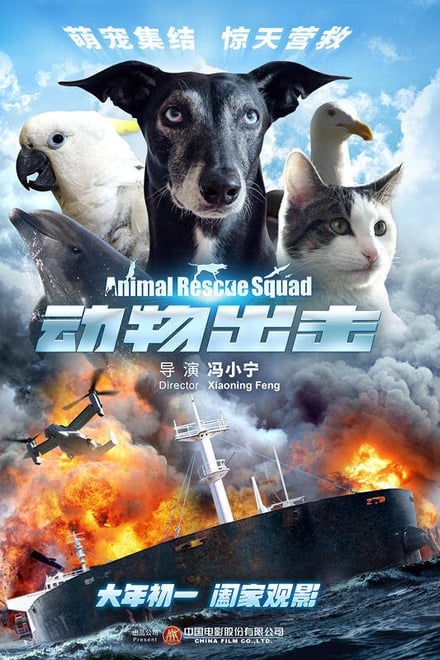 萌宠集结 惊天营救
Animal Rescue Squad
动物出击
导演 冯小宁
Director Xiaoning Feng
大年初一 阖家观影
出品公司 中国电影股份有限公司
Present CHINA FILM CO.,LTD.